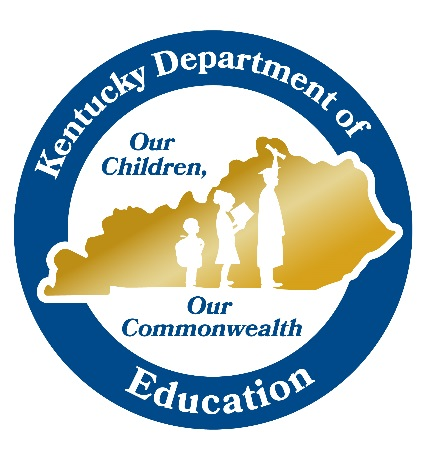 Kentucky Department of
Our
Children,
Our
Commonwealth
Education